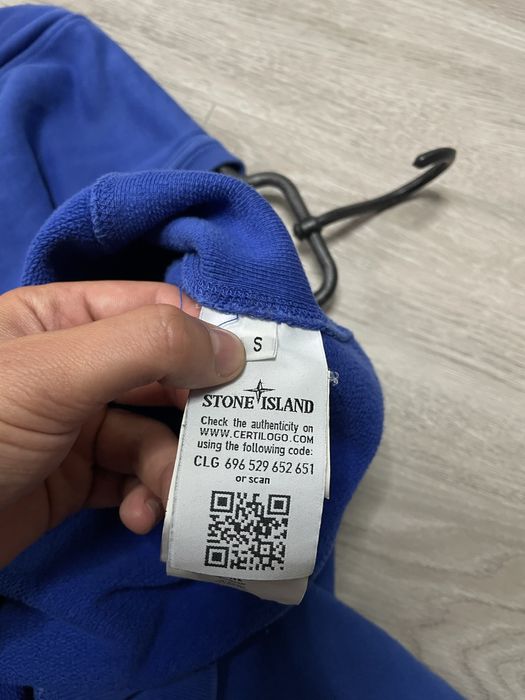 S
STONE ISLAND
Check the authenticity on
WWW.CERTILOGO.COM
using the following code:
CLG 696 529 652 651
or scan